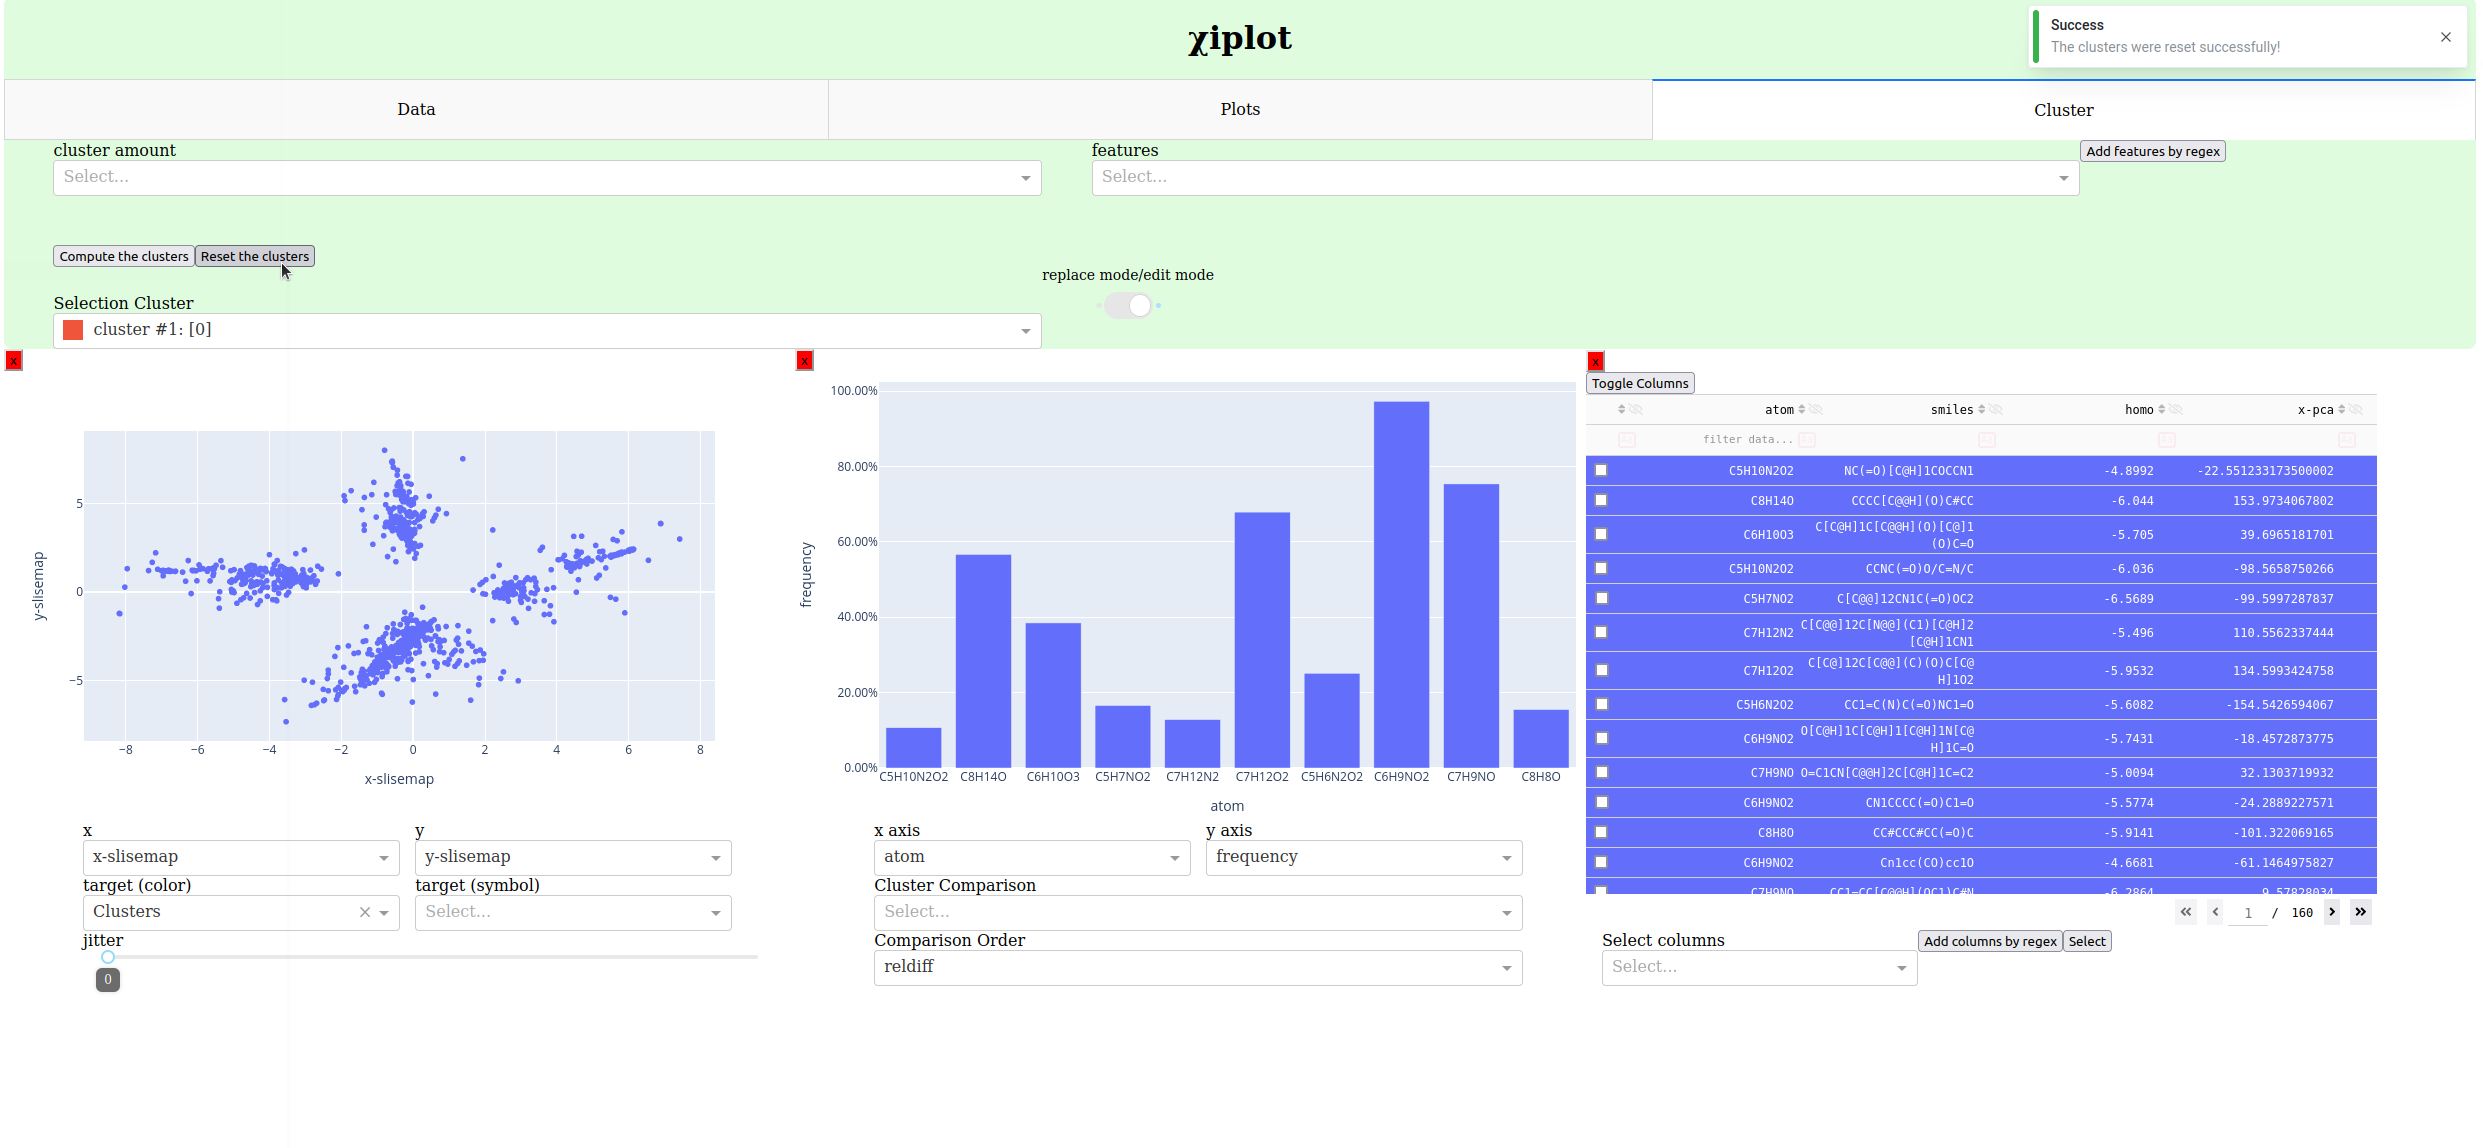 χiplot
Success
The clusters were reset successfully!
Data
Plots
Cluster
cluster amount
Select...
features
Select...
Add features by regex
Compute the clusters
Reset the clusters
replace mode/edit mode
Selection Cluster
cluster #1: [0]
x
x
x
5
0
−5
y-slisemap
−8 −6 −4 −2 0 2 4 6 8
x-slisemap
x
y
x-slisemap
y-slisemap
target (color)
target (symbol)
Clusters
Select...
jitter
0
100.00%
80.00%
60.00%
40.00%
20.00%
0.00%
frequency
C5H10N2O2 C8H14O C6H10O3 C5H7NO2 C7H12N2 C7H12O2 C5H6N2O2 C6H9NO2 C7H9NO C8H8O
atom
x axis
y axis
atom
frequency
Cluster Comparison
Select...
Comparison Order
reldiff
Toggle Columns
atom smiles homo x-pca
filter data...
C5H10N2O2 NC(=O)[C@H]1COCCN1 -4.8992 -22.551233173500002
C8H14O CCCC[C@@H](O)C#CC -6.044 153.9734067802
C6H10O3 C[C@H]1C[C@@H](O)[C@]1 -5.705 39.6965181701
(O)C=O
C5H10N2O2 CCNC(=O)O/C=N/C -6.036 -98.5658750266
C5H7NO2 C[C@@]12CN1C(=O)OC2 -6.5689 -99.5997287837
C7H12N2 C[C@@]12C[N@@](C1)[C@H]2 -5.496 110.5562337444
[C@H]1CN1
C7H12O2 C[C@]12C[C@@](C)(O)C[C@ -5.9532 134.5993424758
H]1O2
C5H6N2O2 CC1=C(N)C(=O)NC1=O -5.6082 -154.5426594067
C6H9NO2 O[C@H]1C[C@H]1[C@H]1N[C@ -5.7431 -18.4572873775
H]1C=O
C7H9NO O=C1CN[C@@H]2C[C@H]1C=C2 -5.0094 32.1303719932
C6H9NO2 CN1CCCC(=O)C1=O -5.5774 -24.2889227571
C8H8O CC#CCC#CC(=O)C -5.9141 -101.322069165
C6H9NO2 Cn1cc(CO)cc1O -4.6681 -61.1464975827
C7H9NO CC1=CC[C@@H](OC1)C#N -6.2864 9.57828034
1 / 160
Select columns
Add columns by regex
Select
Select...